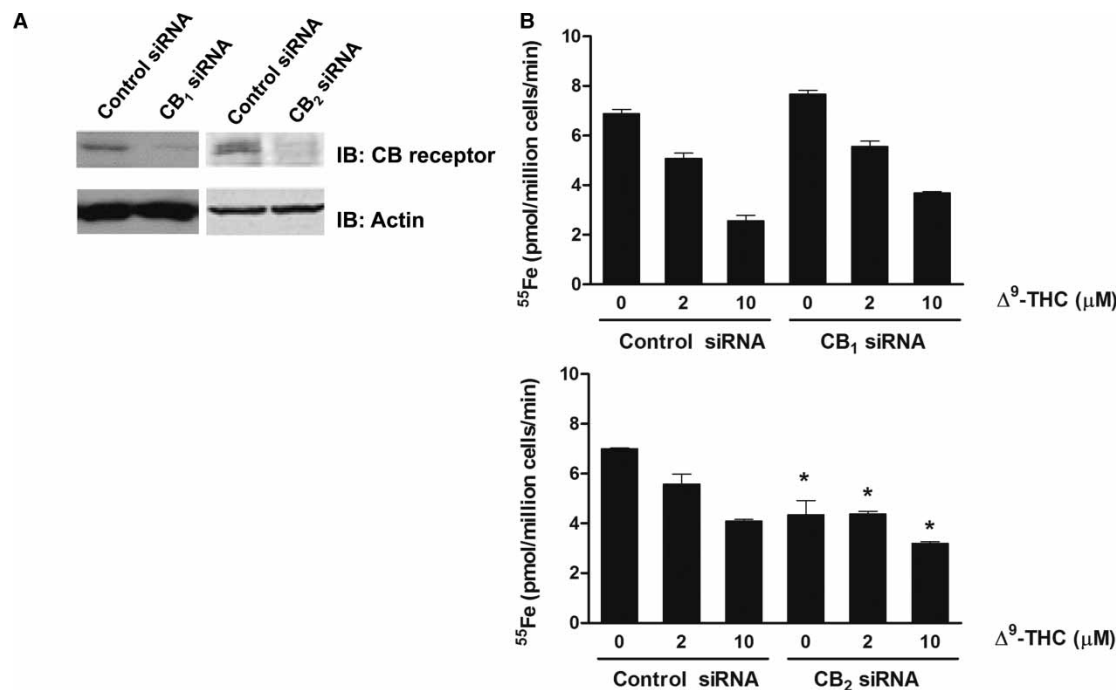 A
Control siRNA
CB₁ siRNA
Control siRNA
CB₂ siRNA
IB: CB receptor
IB: Actin
B
⁵⁵Fe (pmol/million cells/min)
10
8
6
4
2
0
0 2 10 0 2 10 Δ⁹-THC (μM)
Control siRNA CB₁ siRNA
⁵⁵Fe (pmol/million cells/min)
10
8
6
4
2
0
* * *
0 2 10 0 2 10 Δ⁹-THC (μM)
Control siRNA CB₂ siRNA